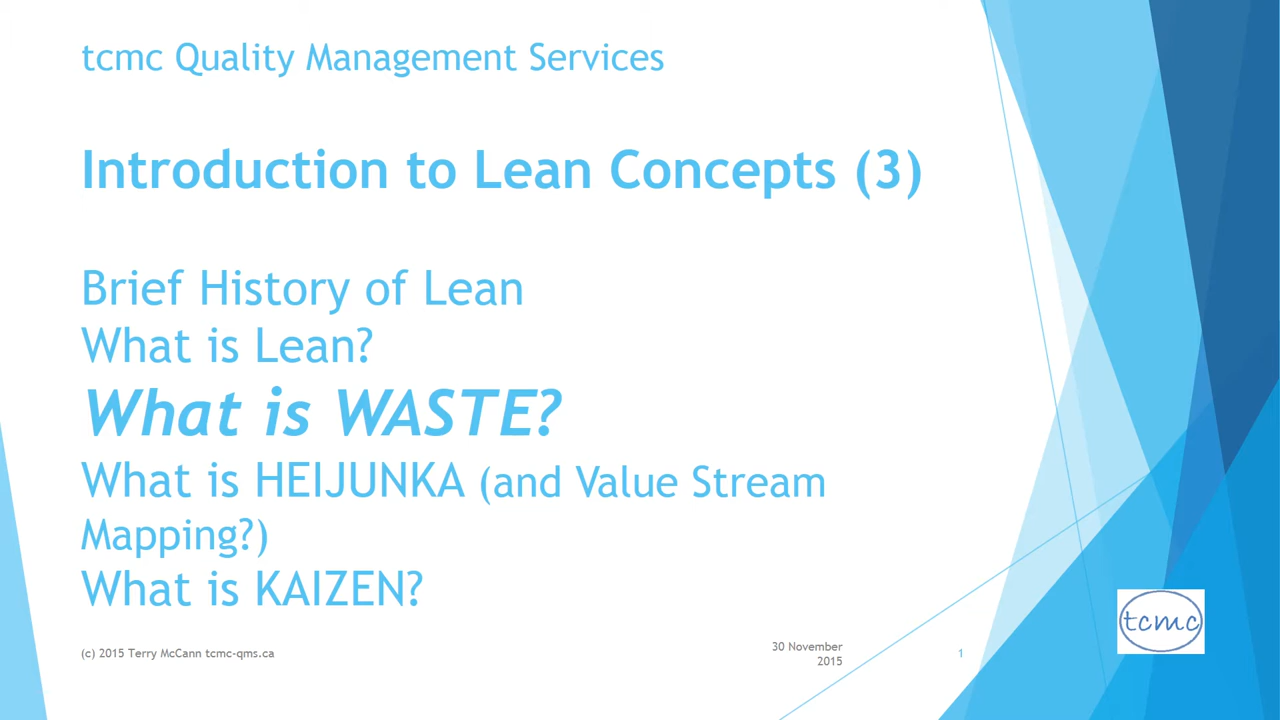 tcmc Quality Management Services
Introduction to Lean Concepts (3)
Brief History of Lean
What is Lean?
What is WASTE?
What is HEIJUNKA (and Value Stream
Mapping?)
What is KAIZEN?
(c) 2015 Terry McCann tcmc-qms.ca
30 November
2015
1
tcmc